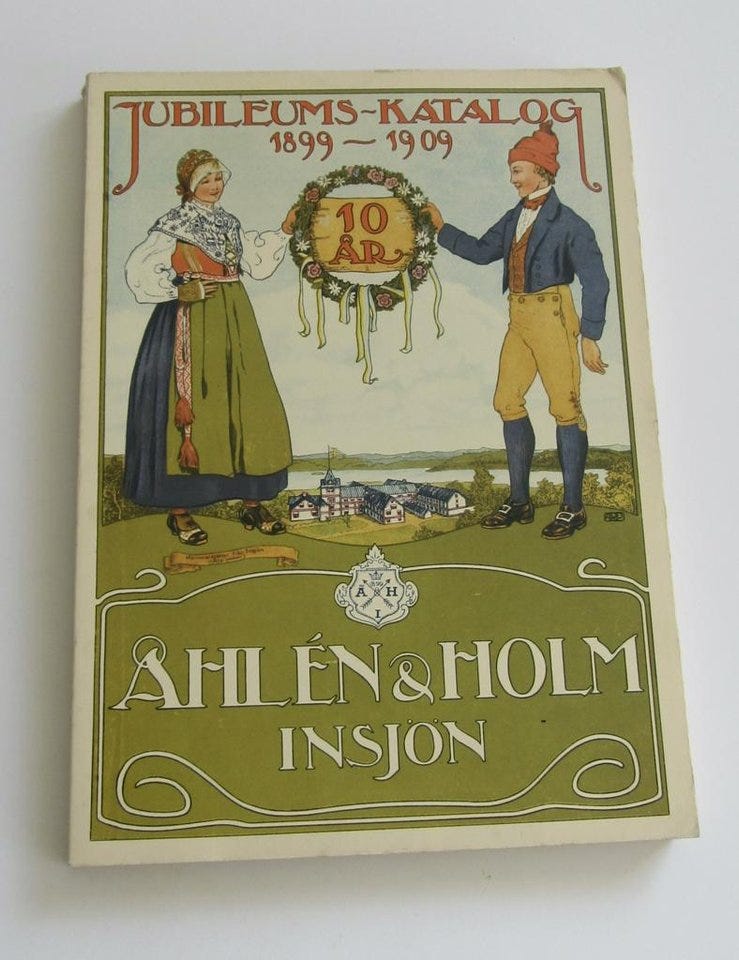 JUBILEUMS-KATALOG
1899 — 1909
10
ÅR
Å & H
I
ÅHLÉN & HOLM
INSJÖN